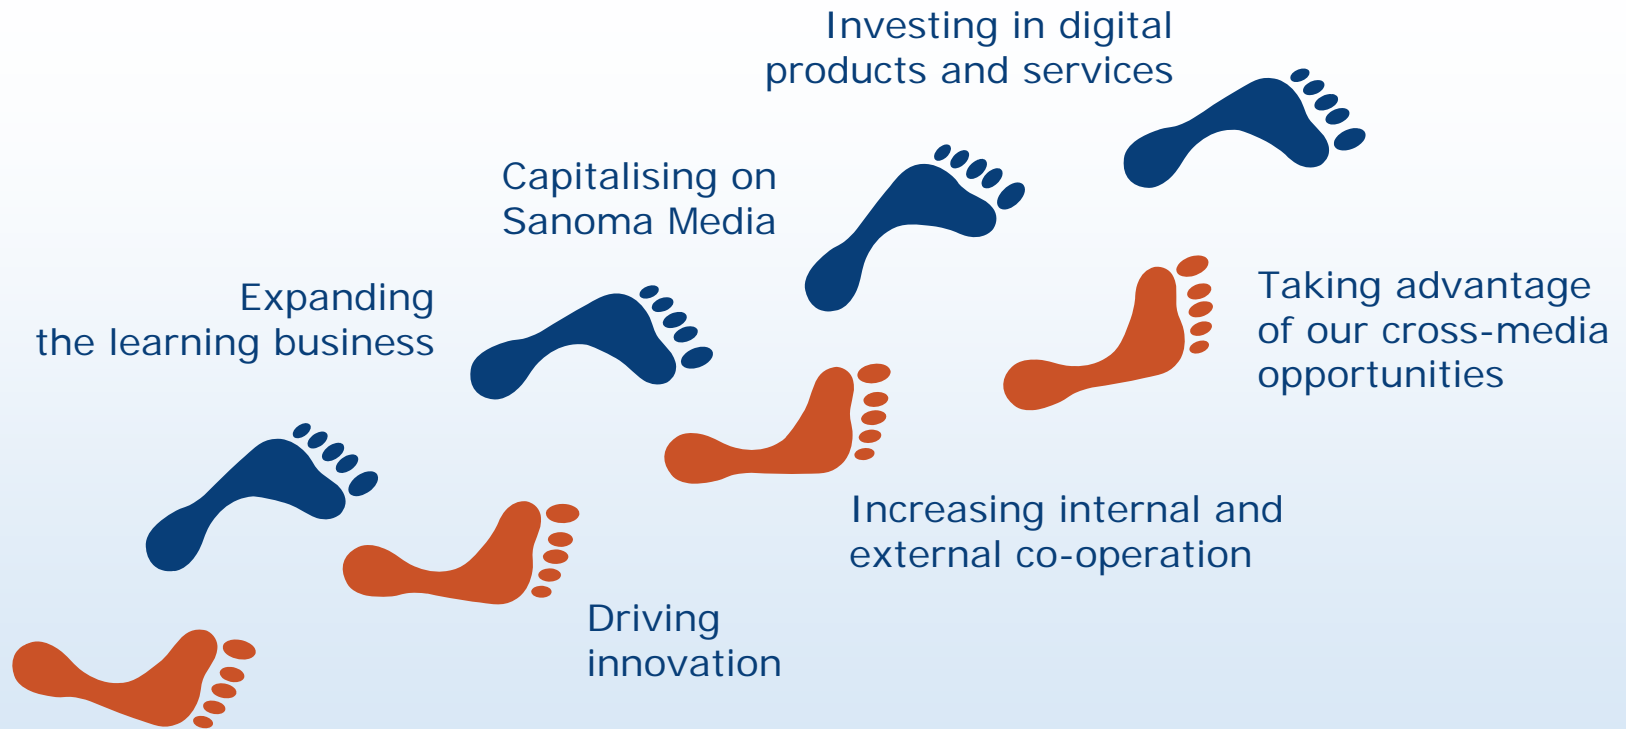 Investing in digital
products and services
Capitalising on
Sanoma Media
Expanding
the learning business
Taking advantage
of our cross-media
opportunities
Increasing internal and
external co-operation
Driving
innovation